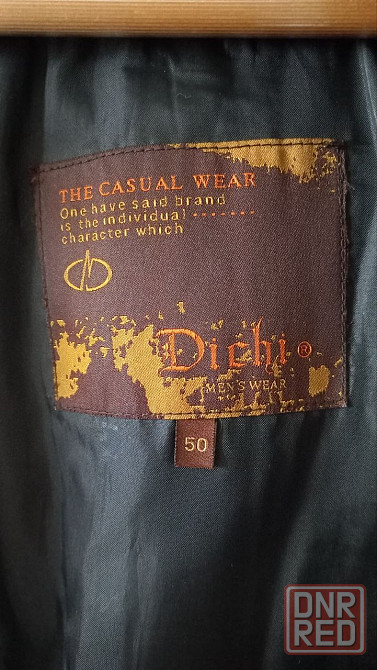 THE CASUAL WEAR
One have said brand
is the individual -------
character which
Dichi ®
MEN'S WEAR
50
DNR
RED